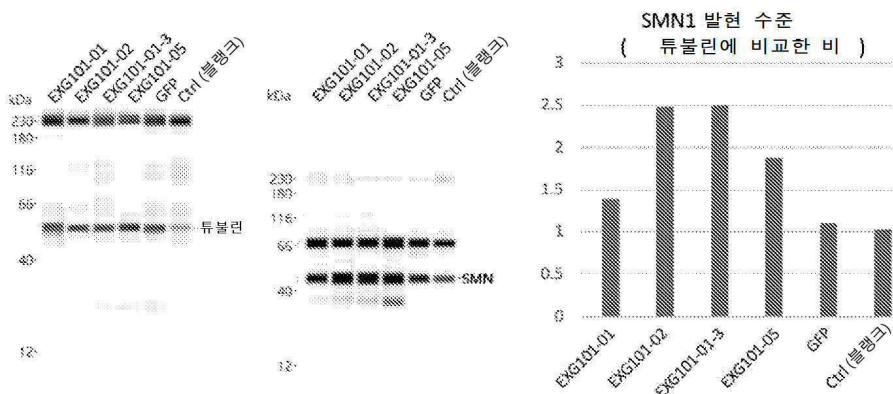 kDa
EXG101-01
EXG101-02
EXG101-01-3
EXG101-05
GFP
Ctrl (블랭크)
230
180
116
66
튜불린
40
12
kDa
EXG101-01
EXG101-02
EXG101-01-3
EXG101-05
GFP
Ctrl (블랭크)
230
180
116
66
SMN
40
12
SMN1 발현 수준
( 튜불린에 비교한 비 )
3
2.5
2
1.5
1
0.5
0
EXG101-01
EXG101-02
EXG101-01-3
EXG101-05
GFP
Ctrl (블랭크)